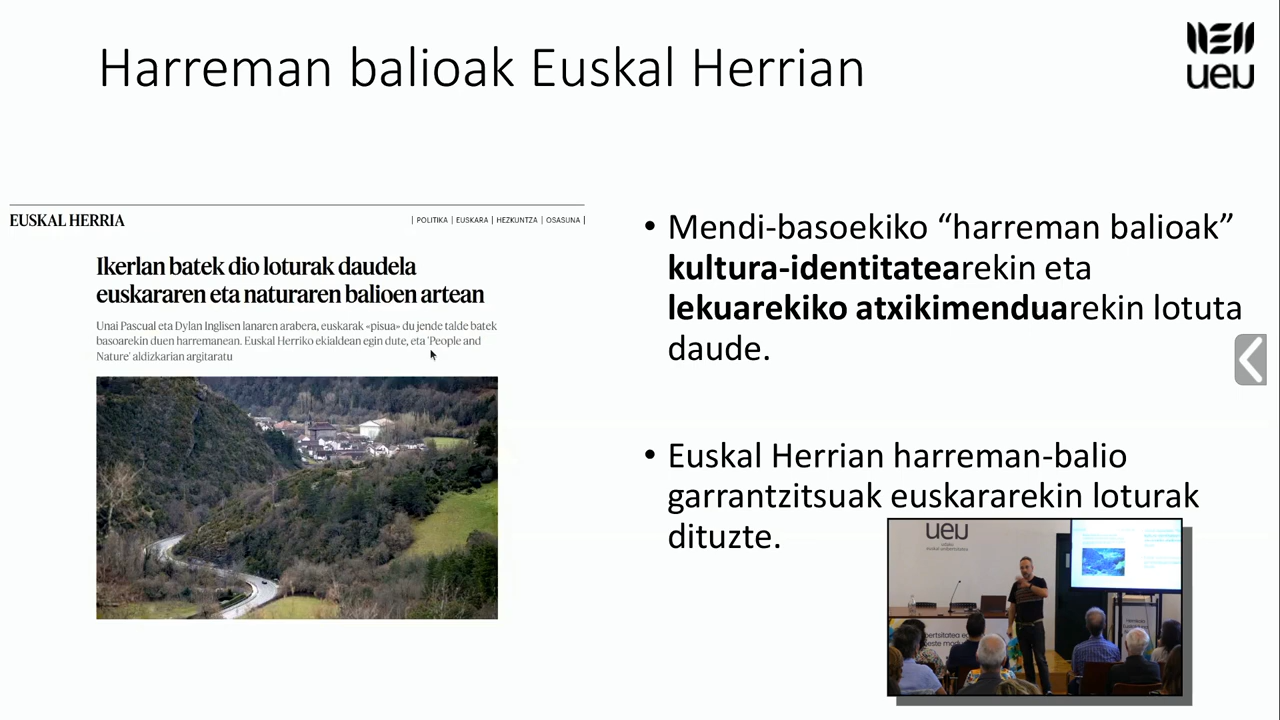 Harreman balioak Euskal Herrian
ueu
EUSKAL HERRIA
| POLITIKA | EUSKARA | HEZKUNTZA | OSASUNA |
Ikerlan batek dio loturak daudela
euskararen eta naturaren balioen artean
Unai Pascual eta Dylan Inglisen lanaren arabera, euskarak «pisua» du jende talde batek
basoarekin duen harremanean. Euskal Herriko ekialdean egin dute, eta 'People and
Nature' aldizkarian argitaratu
• Mendi-basoekiko “harreman balioak”
kultura-identitatearekin eta
lekuarekiko atxikimenduarekin lotuta
daude.
• Euskal Herrian harreman-balio
garrantzitsuak euskararekin loturak
dituzte.
ueu